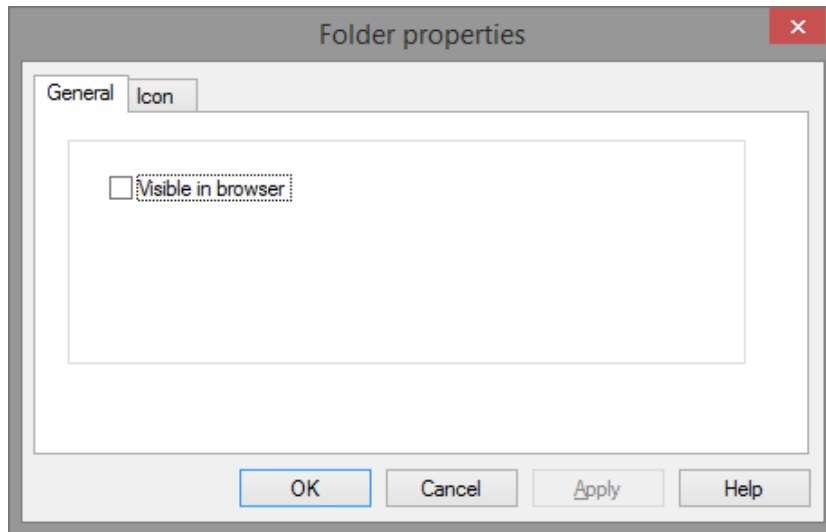 Folder properties
General Icon
Visible in browser
OK Cancel Apply Help